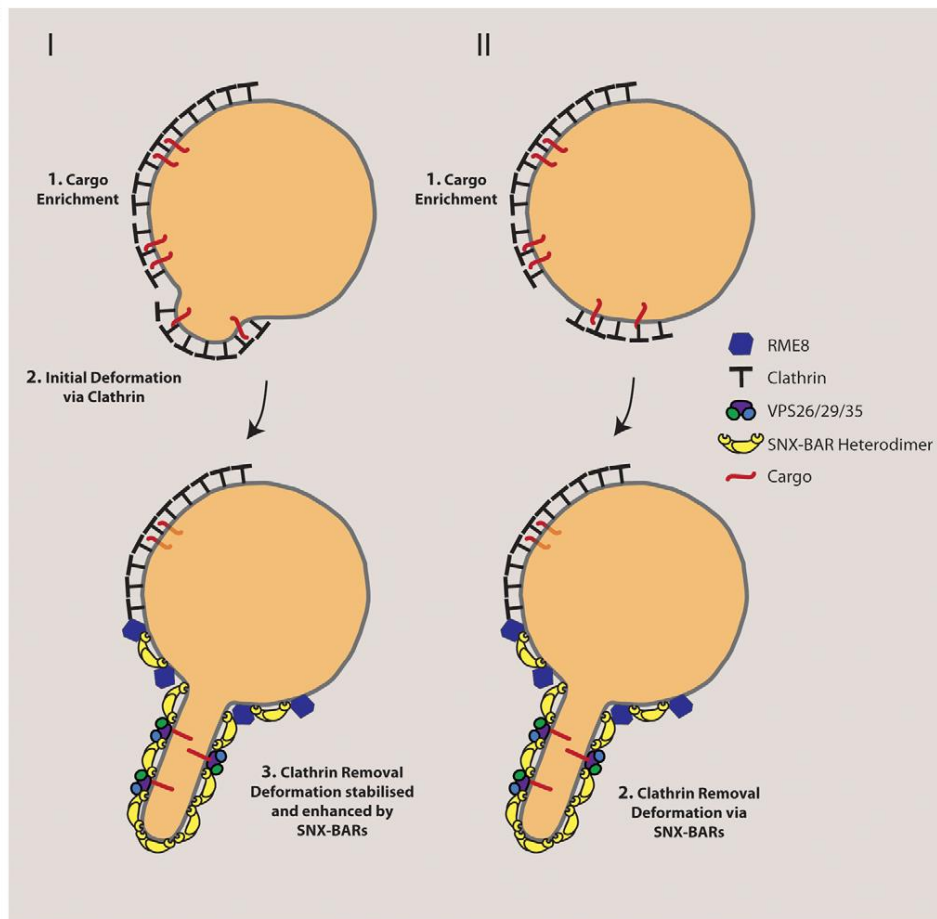 I
II
1. Cargo
Enrichment
2. Initial Deformation
via Clathrin
3. Clathrin Removal
Deformation stabilised
and enhanced by
SNX-BARs
1. Cargo
Enrichment
2. Clathrin Removal
Deformation via
SNX-BARs
RME8
Clathrin
VPS26/29/35
SNX-BAR Heterodimer
Cargo